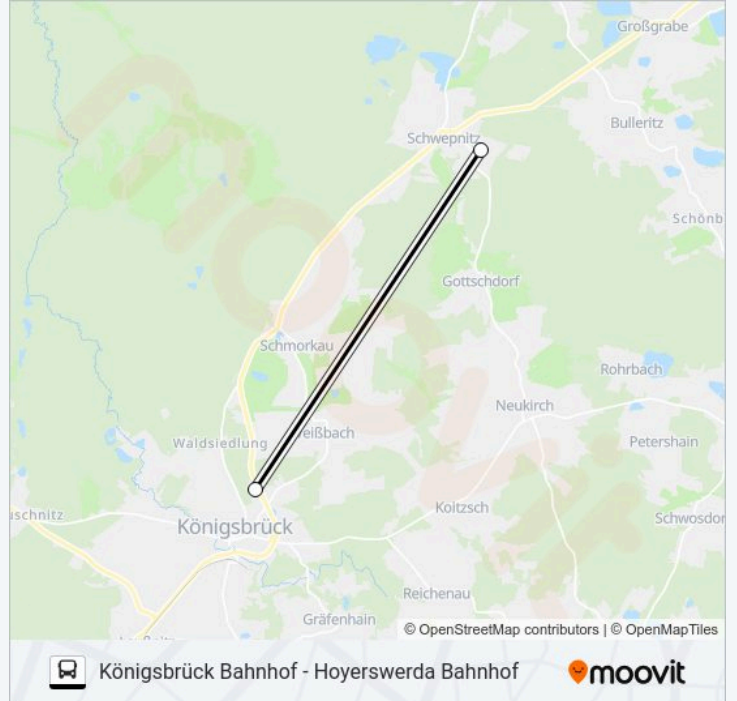 Großgrabe
Bulleritz
Schwepnitz
Schönb
Gottschdorf
Schmorkau
Rohrbach
Neukirch
Waldsiedlung
eißbach
Petershain
Koitzsch
uschnitz
Königsbrück
Schwosdor
Reichenau
Gräfenhain
© OpenStreetMap contributors | © OpenMapTiles
Königsbrück Bahnhof - Hoyerswerda Bahnhof
moovit